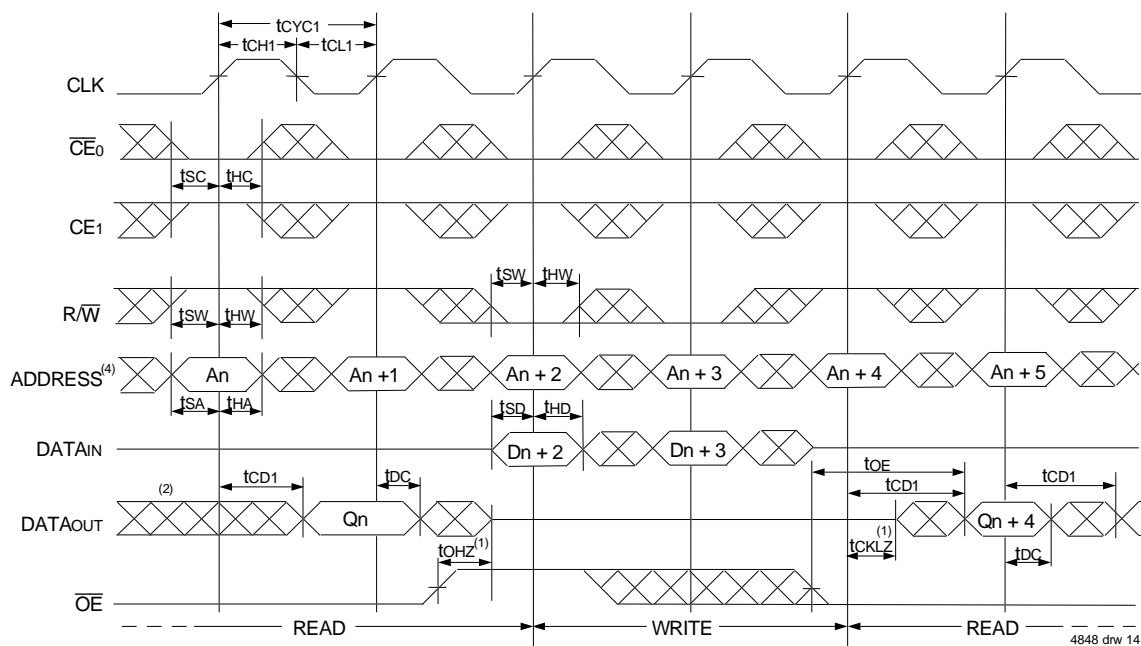 tCYC1
tCH1 tCL1
CLK
CE0
tSC tHC
CE1
tSW tHW
R/W
tSW tHW
ADDRESS(4) An An +1 An + 2 An + 3 An + 4 An + 5
tSA tHA tSD tHD
DATAIN Dn + 2 Dn + 3
tOE
tCD1 tDC tCD1 tCD1
(2)
DATAOUT Qn Qn + 4
(1)
tOHZ(1) tCKLZ tDC
OE
READ WRITE READ
4848 drw 14